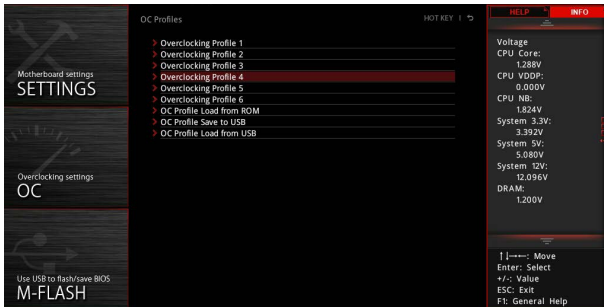 OC Profiles
HOT KEY
HELP
INFO
Motherboard settings
SETTINGS
Overclocking settings
OC
Use USB to flash/save BIOS
M-FLASH
Overclocking Profile 1
Overclocking Profile 2
Overclocking Profile 3
Overclocking Profile 4
Overclocking Profile 5
Overclocking Profile 6
OC Profile Load from ROM
OC Profile Save to USB
OC Profile Load from USB
Voltage
CPU Core:
1.288V
CPU VDDP:
0.000V
CPU NB:
1.824V
System 3.3V:
3.392V
System 5V:
5.080V
System 12V:
12.096V
DRAM:
1.200V
↑↓→←: Move
Enter: Select
+/-: Value
ESC: Exit
F1: General Help